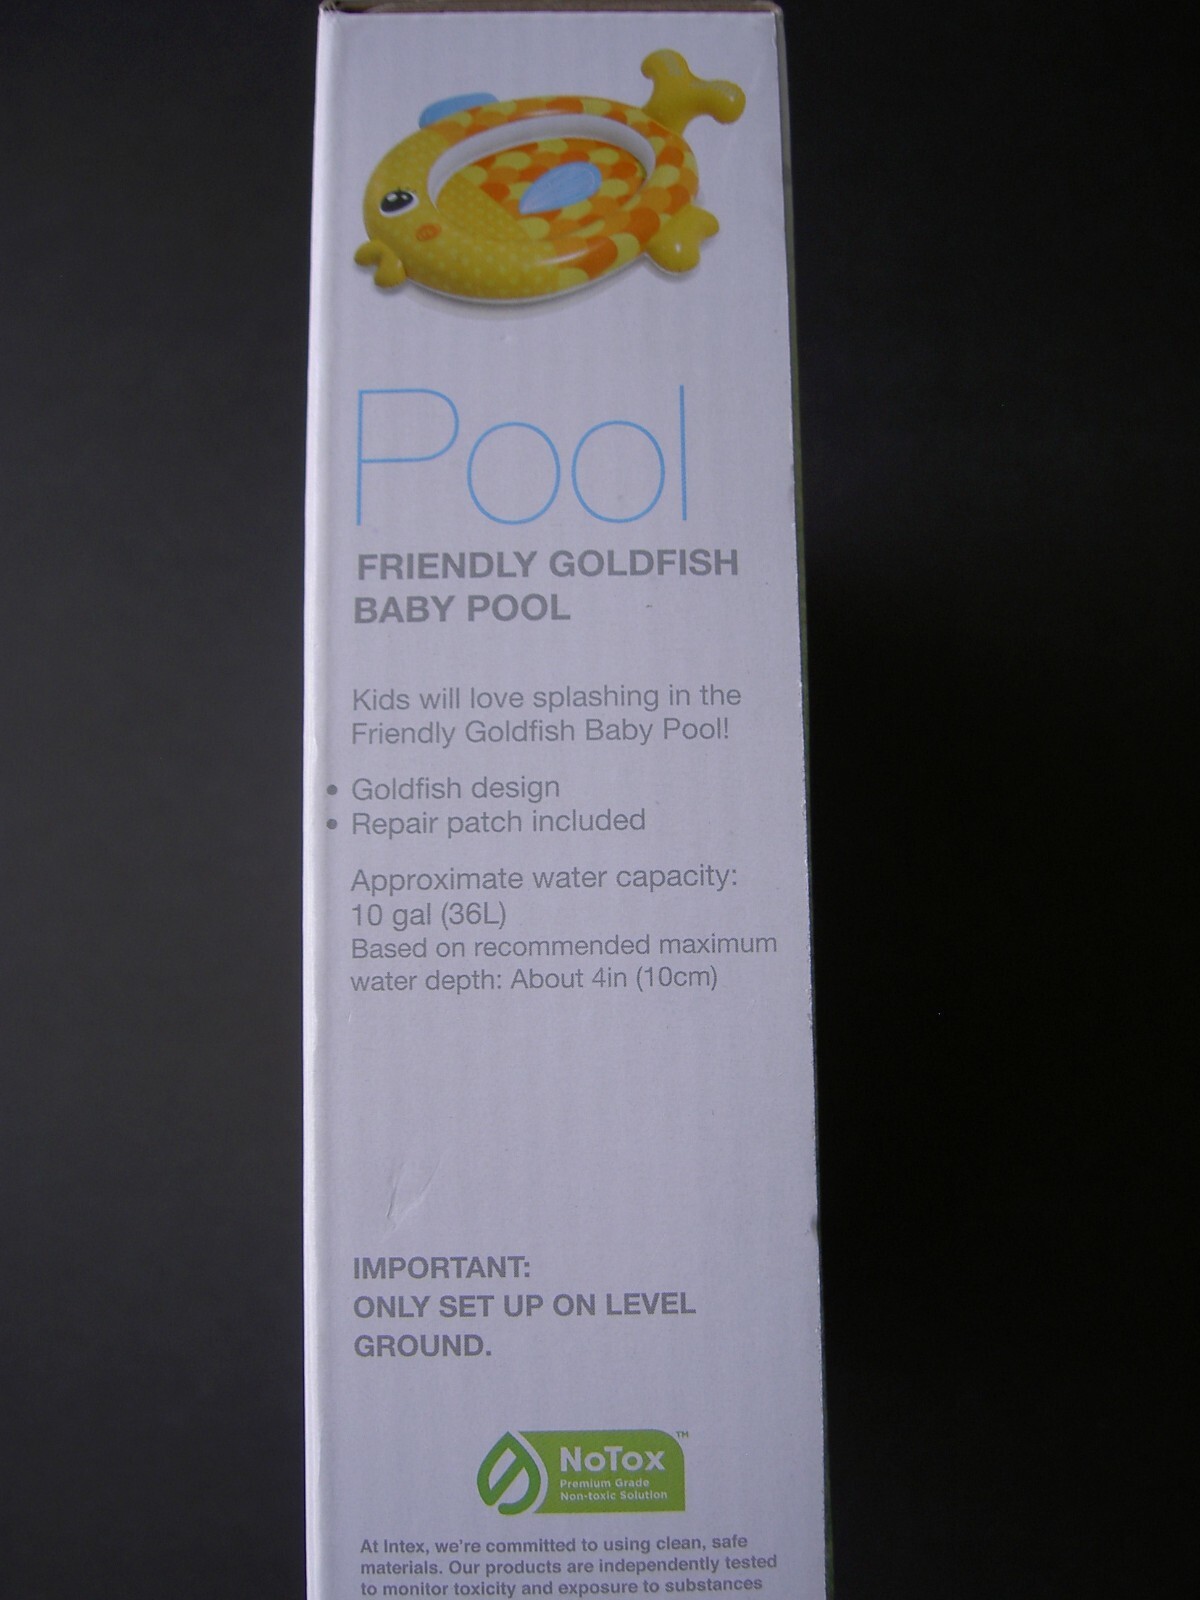 Pool
FRIENDLY GOLDFISH
BABY POOL
Kids will love splashing in the
Friendly Goldfish Baby Pool!
• Goldfish design
• Repair patch included
Approximate water capacity:
10 gal (36L)
Based on recommended maximum
water depth: About 4in (10cm)
IMPORTANT:
ONLY SET UP ON LEVEL
GROUND.
NoTox™
Premium Grade
Non-toxic Solution
At Intex, we're committed to using clean, safe
materials. Our products are independently tested
to monitor toxicity and exposure to substances